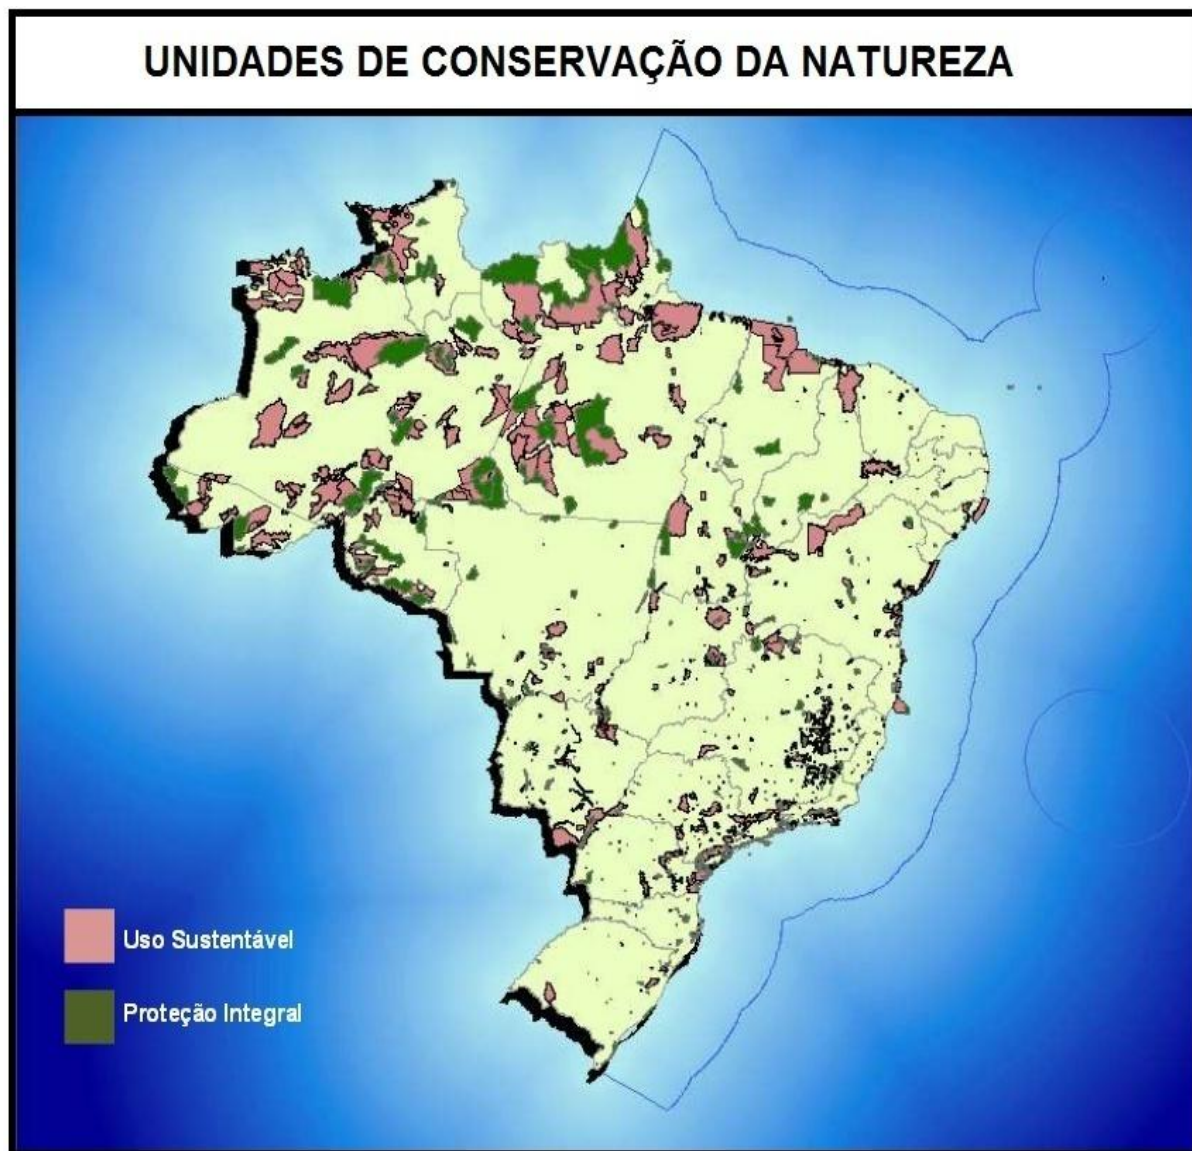 UNIDADES DE CONSERVAÇÃO DA NATUREZA
Uso Sustentável
Proteção Integral